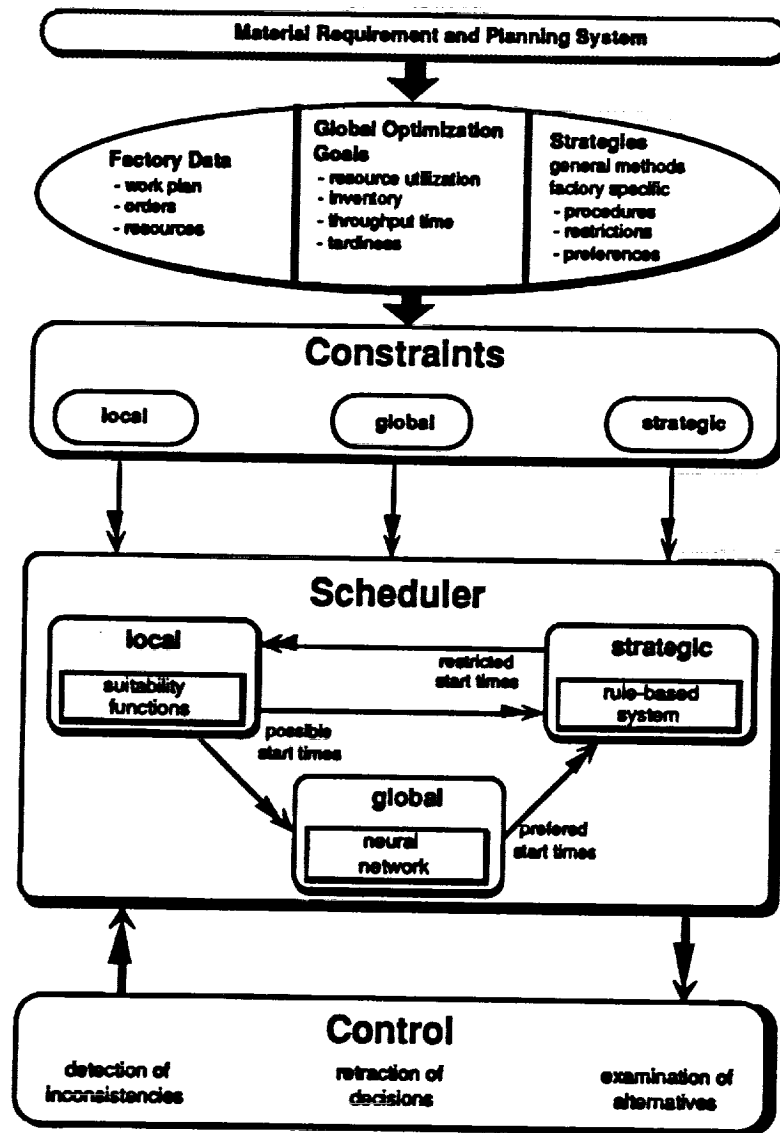 Material Requirement and Planning System
Factory Data
- work plan
- orders
- resources
Global Optimization
Goals
- resource utilization
- inventory
- throughput time
- tardiness
Strategies
general methods
factory specific
- procedures
- restrictions
- preferences
Constraints
local
global
strategic
Scheduler
local
suitability
functions
restricted
start times
strategic
rule-based
system
possible
start times
global
neural
network
prefered
start times
Control
detection of
inconsistencies
retraction of
decisions
examination of
alternatives